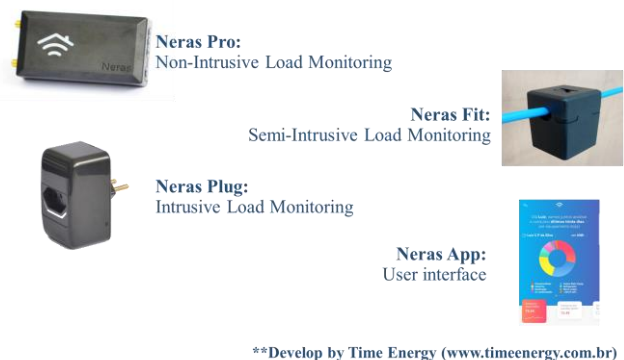 Neras
Neras Pro:
Non-Intrusive Load Monitoring
Neras Fit:
Semi-Intrusive Load Monitoring
Neras Plug:
Intrusive Load Monitoring
Neras App:
User interface
**Develop by Time Energy (www.timeenergy.com.br)